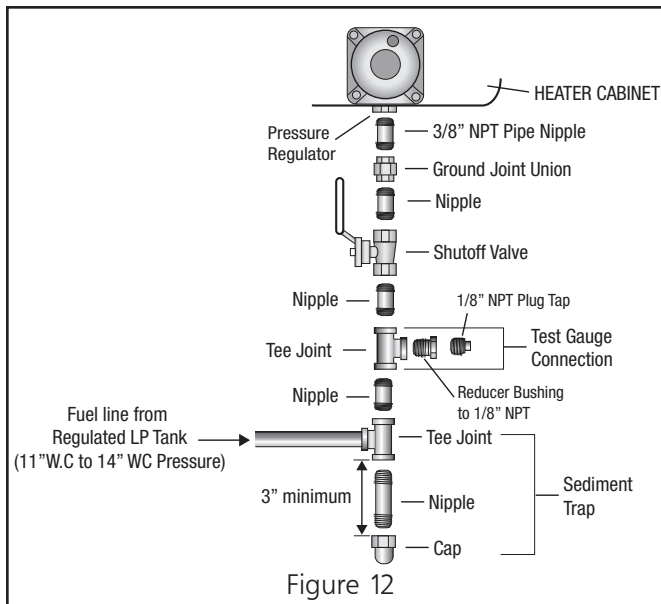 HEATER CABINET
Pressure
Regulator
3/8” NPT Pipe Nipple
Ground Joint Union
Nipple
Shutoff Valve
Nipple
1/8” NPT Plug Tap
Tee Joint
Test Gauge
Connection
Nipple
Reducer Bushing
to 1/8” NPT
Fuel line from
Regulated LP Tank
(11”W.C to 14” WC Pressure)
Tee Joint
3” minimum
Nipple
Sediment
Trap
Cap
Figure 12